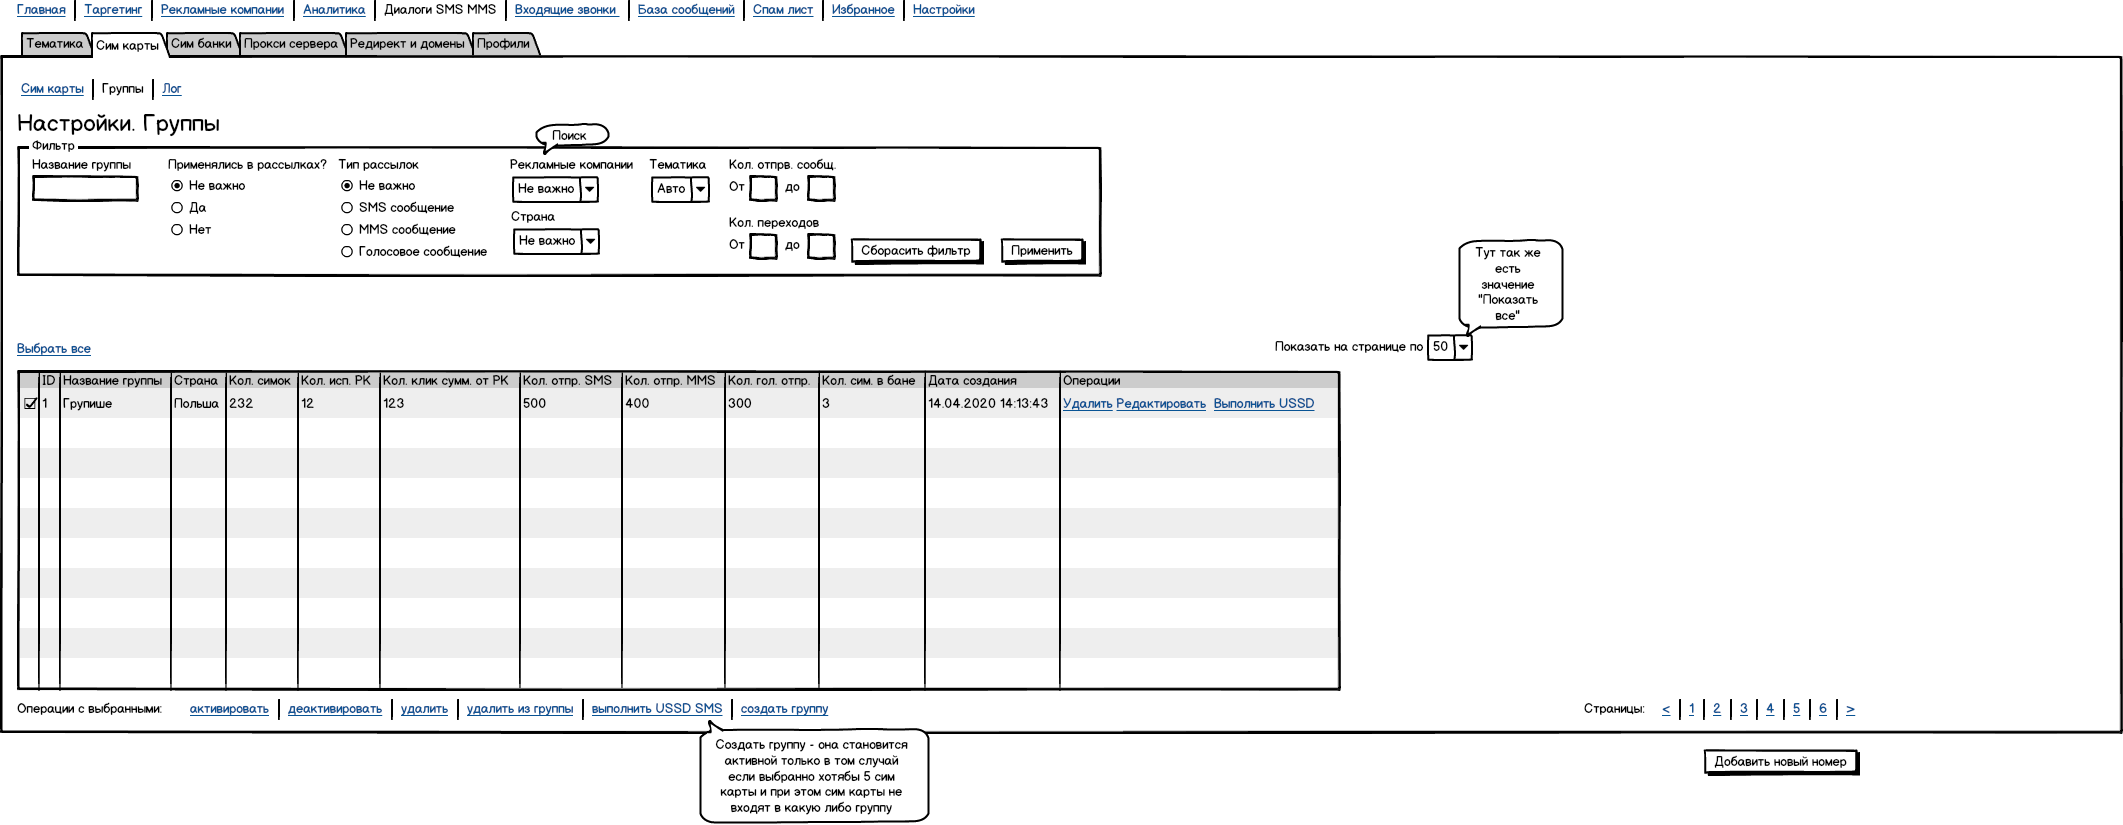 Главная Таргетинг Рекламные компании Аналитика Диалоги SMS MMS Входящие звонки База сообщений Спам лист Избранное Настройки
Тематика Сим карты Сим банки Прокси сервера Редирект и домены Профили
Сим карты Группы Лог
Настройки. Группы
Поиск
Фильтр
Название группы Применялись в рассылках? Тип рассылок Рекламные компании Тематика Кол. отпрв. сообщ.
Не важно Не важно Не важно Авто От до
Да SMS сообщение Страна
Нет MMS сообщение Не важно Кол. переходов
Голосовое сообщение От до Сборасить фильтр Применить
Тут так же
есть
значение
"Показать
все"
Выбрать все Показать на странице по 50
ID Название группы Страна Кол. симок Кол. исп. РК Кол. клик сумм. от РК Кол. отпр. SMS Кол. отпр. MMS Кол. гол. отпр. Кол. сим. в бане Дата создания Операции
1 Групише Польша 232 12 123 500 400 300 3 14.04.2020 14:13:43 Удалить Редактировать Выполнить USSD
Операции с выбранными: активировать деактивировать удалить удалить из группы выполнить USSD SMS создать группу Страницы: < 1 2 3 4 5 6 >
Создать группу - она становится
активной только в том случай
если выбранно хотябы 5 сим
карты и при этом сим карты не
входят в какую либо группу
Добавить новый номер